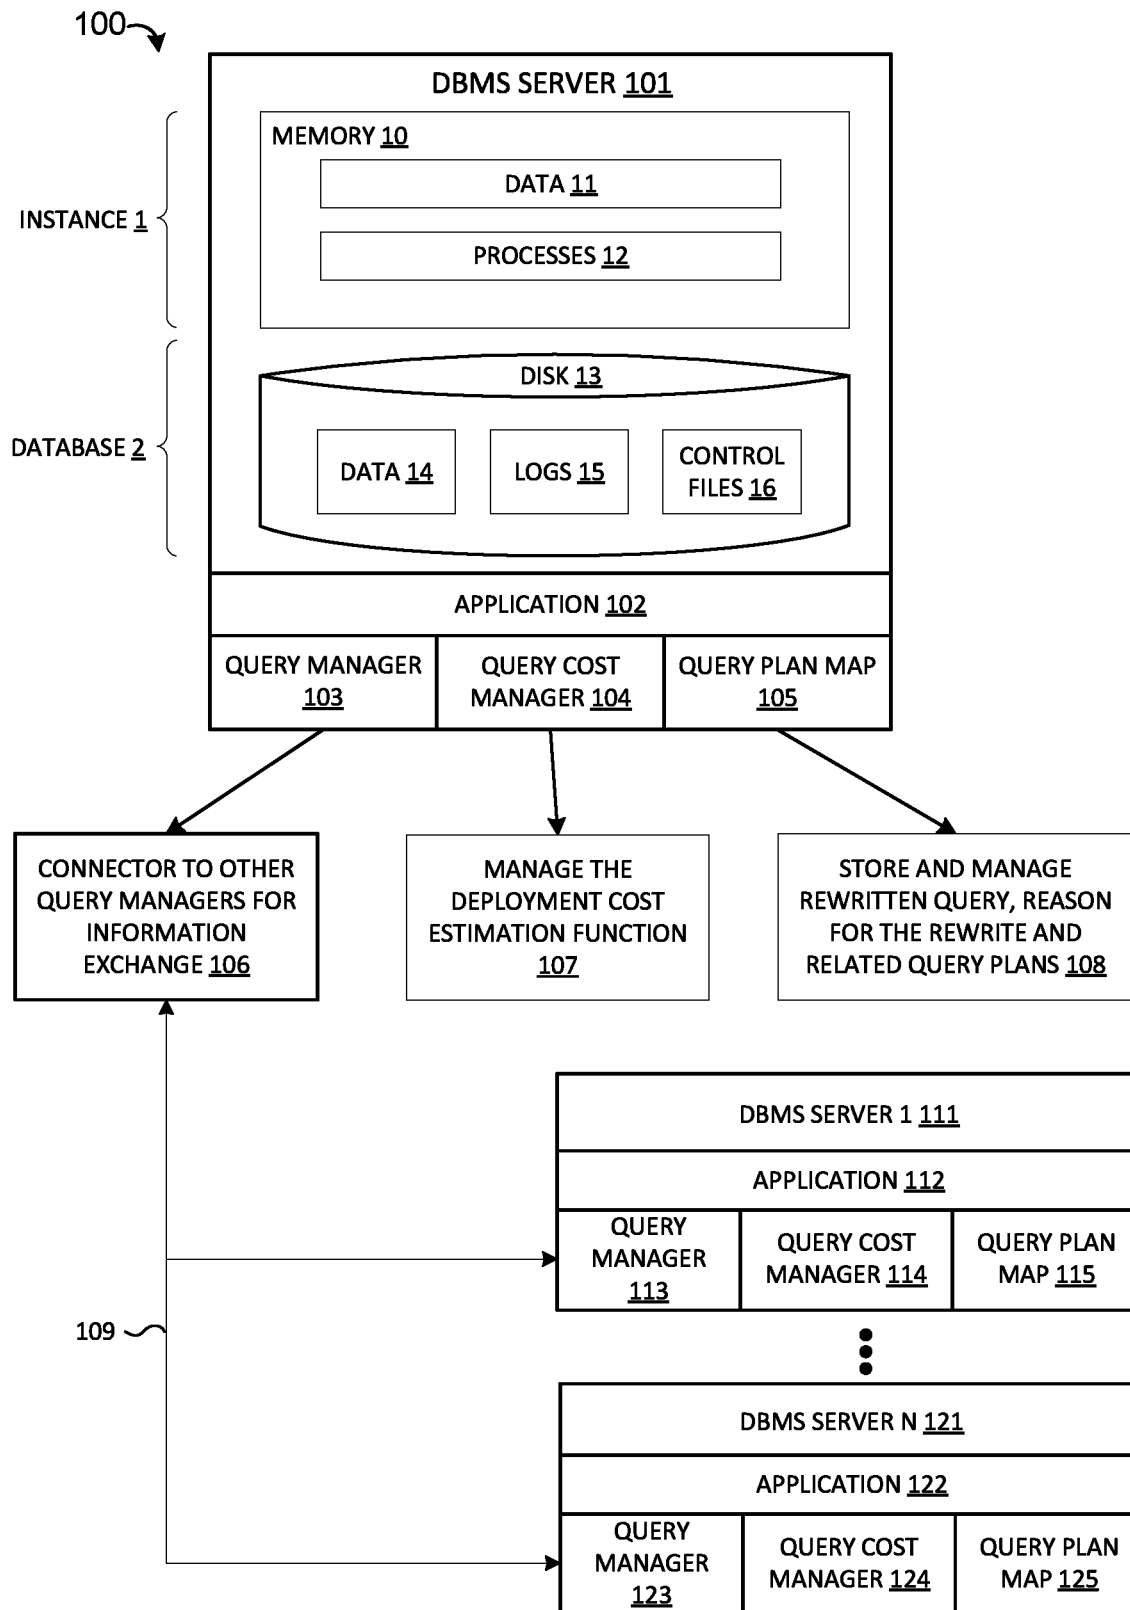 100
DBMS SERVER 101
MEMORY 10
DATA 11
PROCESSES 12
INSTANCE 1
DISK 13
DATABASE 2
DATA 14
LOGS 15
CONTROL
FILES 16
APPLICATION 102
QUERY MANAGER
103
QUERY COST
MANAGER 104
QUERY PLAN MAP
105
CONNECTOR TO OTHER
QUERY MANAGERS FOR
INFORMATION
EXCHANGE 106
MANAGE THE
DEPLOYMENT COST
ESTIMATION FUNCTION
107
STORE AND MANAGE
REWRITTEN QUERY, REASON
FOR THE REWRITE AND
RELATED QUERY PLANS 108
DBMS SERVER 1 111
APPLICATION 112
QUERY
MANAGER
113
QUERY COST
MANAGER 114
QUERY PLAN
MAP 115
109
DBMS SERVER N 121
APPLICATION 122
QUERY
MANAGER
123
QUERY COST
MANAGER 124
QUERY PLAN
MAP 125